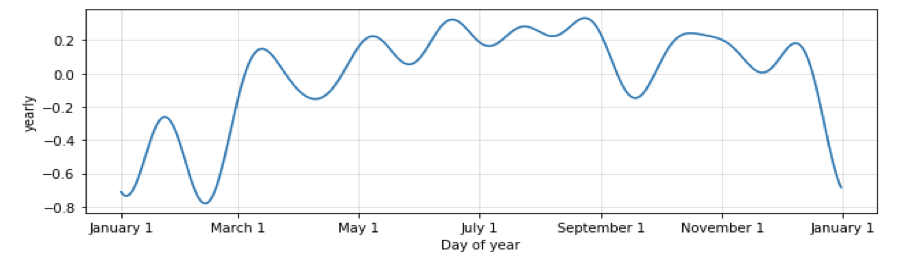 0.2
0.0
−0.2
−0.4
−0.6
−0.8
yearly
January 1 March 1 May 1 July 1 September 1 November 1 January 1
Day of year